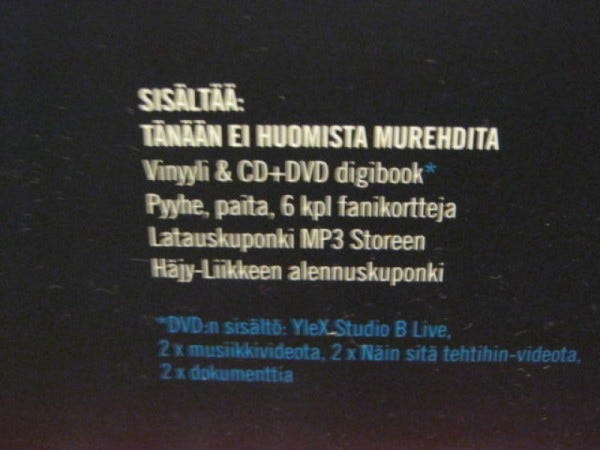 SISÄLTÄÄ:
TÄNÄÄN EI HUOMISTA MUREHDITA
Vinyyli & CD+DVD digibook*
Pyyhe, paita, 6 kpl fanikortteja
Latauskuponki MP3 Storeen
Häjy-Liikkeen alennuskuponki
*DVD:n sisältö: YleX Studio B Live,
2 x musiikkivideota, 2 x Näin sitä tehtihin-videota,
2 x dokumenttia